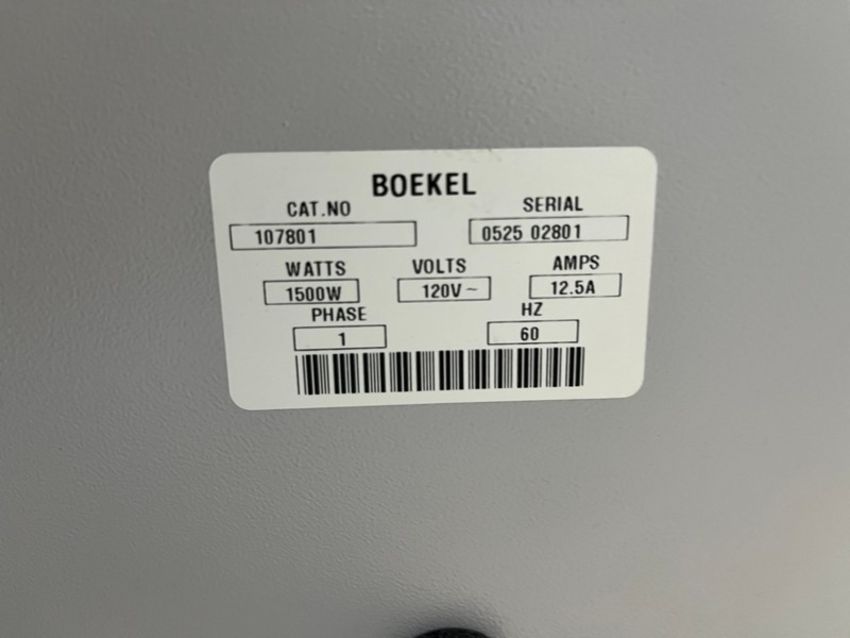 BOEKEL
CAT.NO SERIAL
107801 0525 02801
WATTS VOLTS AMPS
1500W 120V ~ 12.5A
PHASE HZ
1 60